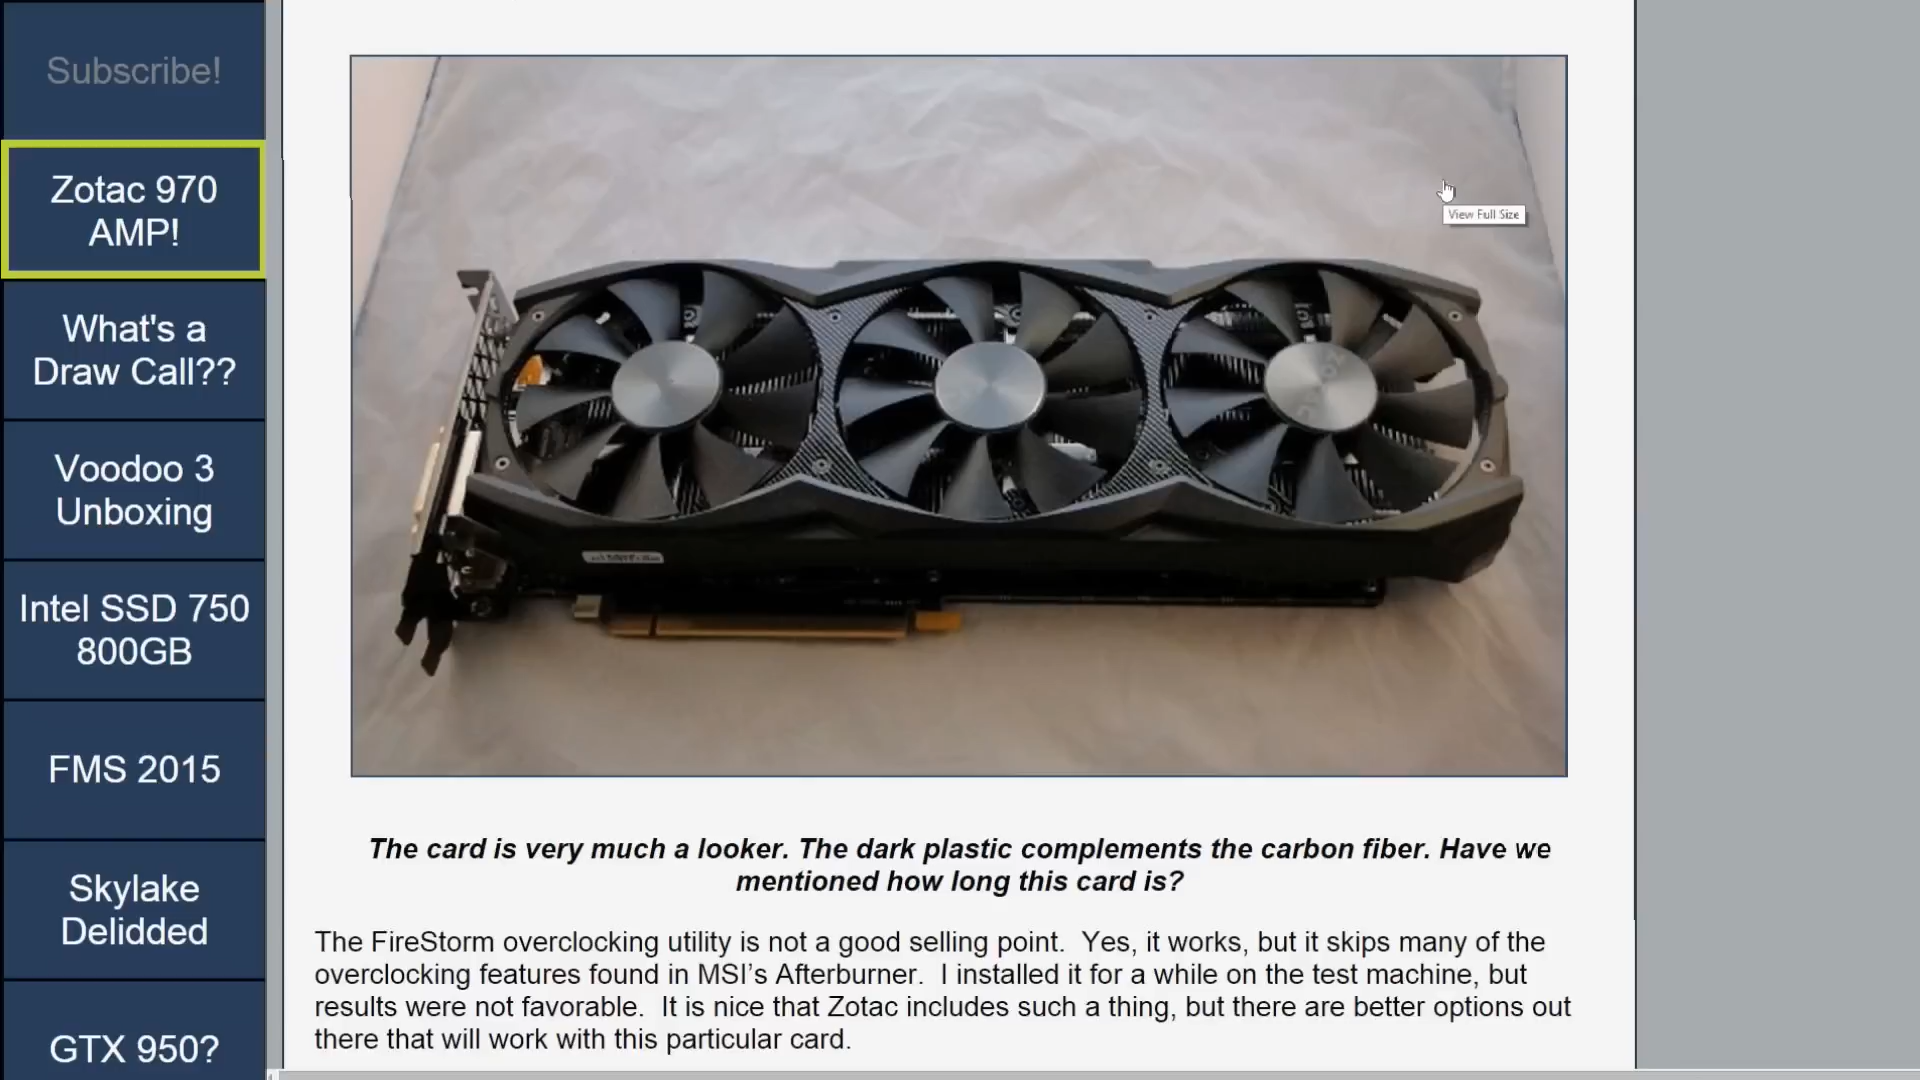 Subscribe!
Zotac 970
AMP!
What's a
Draw Call??
Voodoo 3
Unboxing
Intel SSD 750
800GB
FMS 2015
Skylake
Delidded
GTX 950?
View Full Size
The card is very much a looker. The dark plastic complements the carbon fiber. Have we
mentioned how long this card is?
The FireStorm overclocking utility is not a good selling point.  Yes, it works, but it skips many of the
overclocking features found in MSI’s Afterburner.  I installed it for a while on the test machine, but
results were not favorable.  It is nice that Zotac includes such a thing, but there are better options out
there that will work with this particular card.